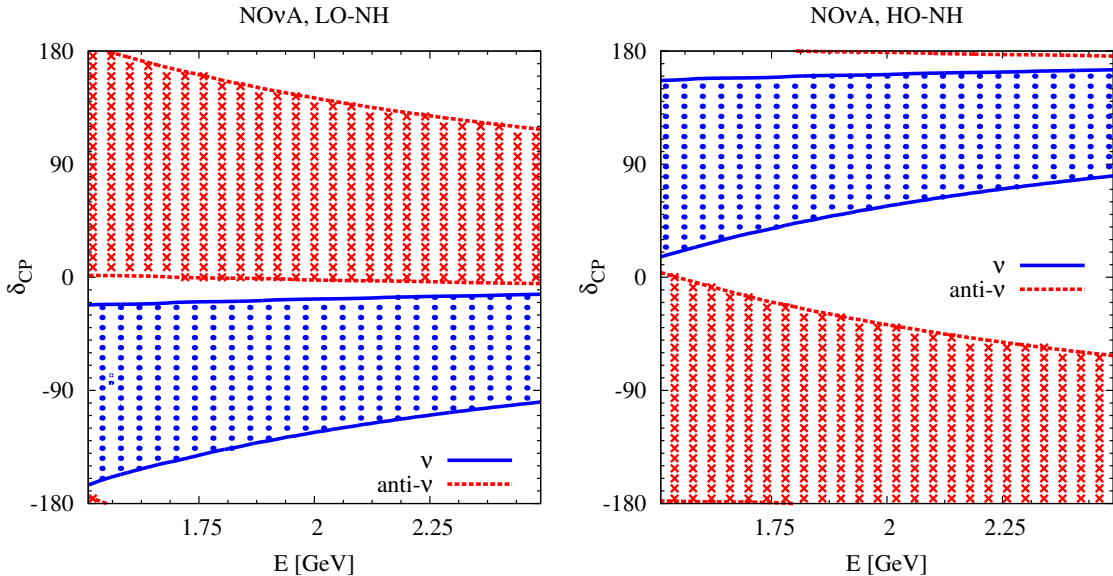 NOνA, LO-NH
180
90
0
-90
-180
δCP
ν
anti-ν
1.75
2
2.25
E [GeV]
NOνA, HO-NH
180
90
0
-90
-180
δCP
ν
anti-ν
1.75
2
2.25
E [GeV]